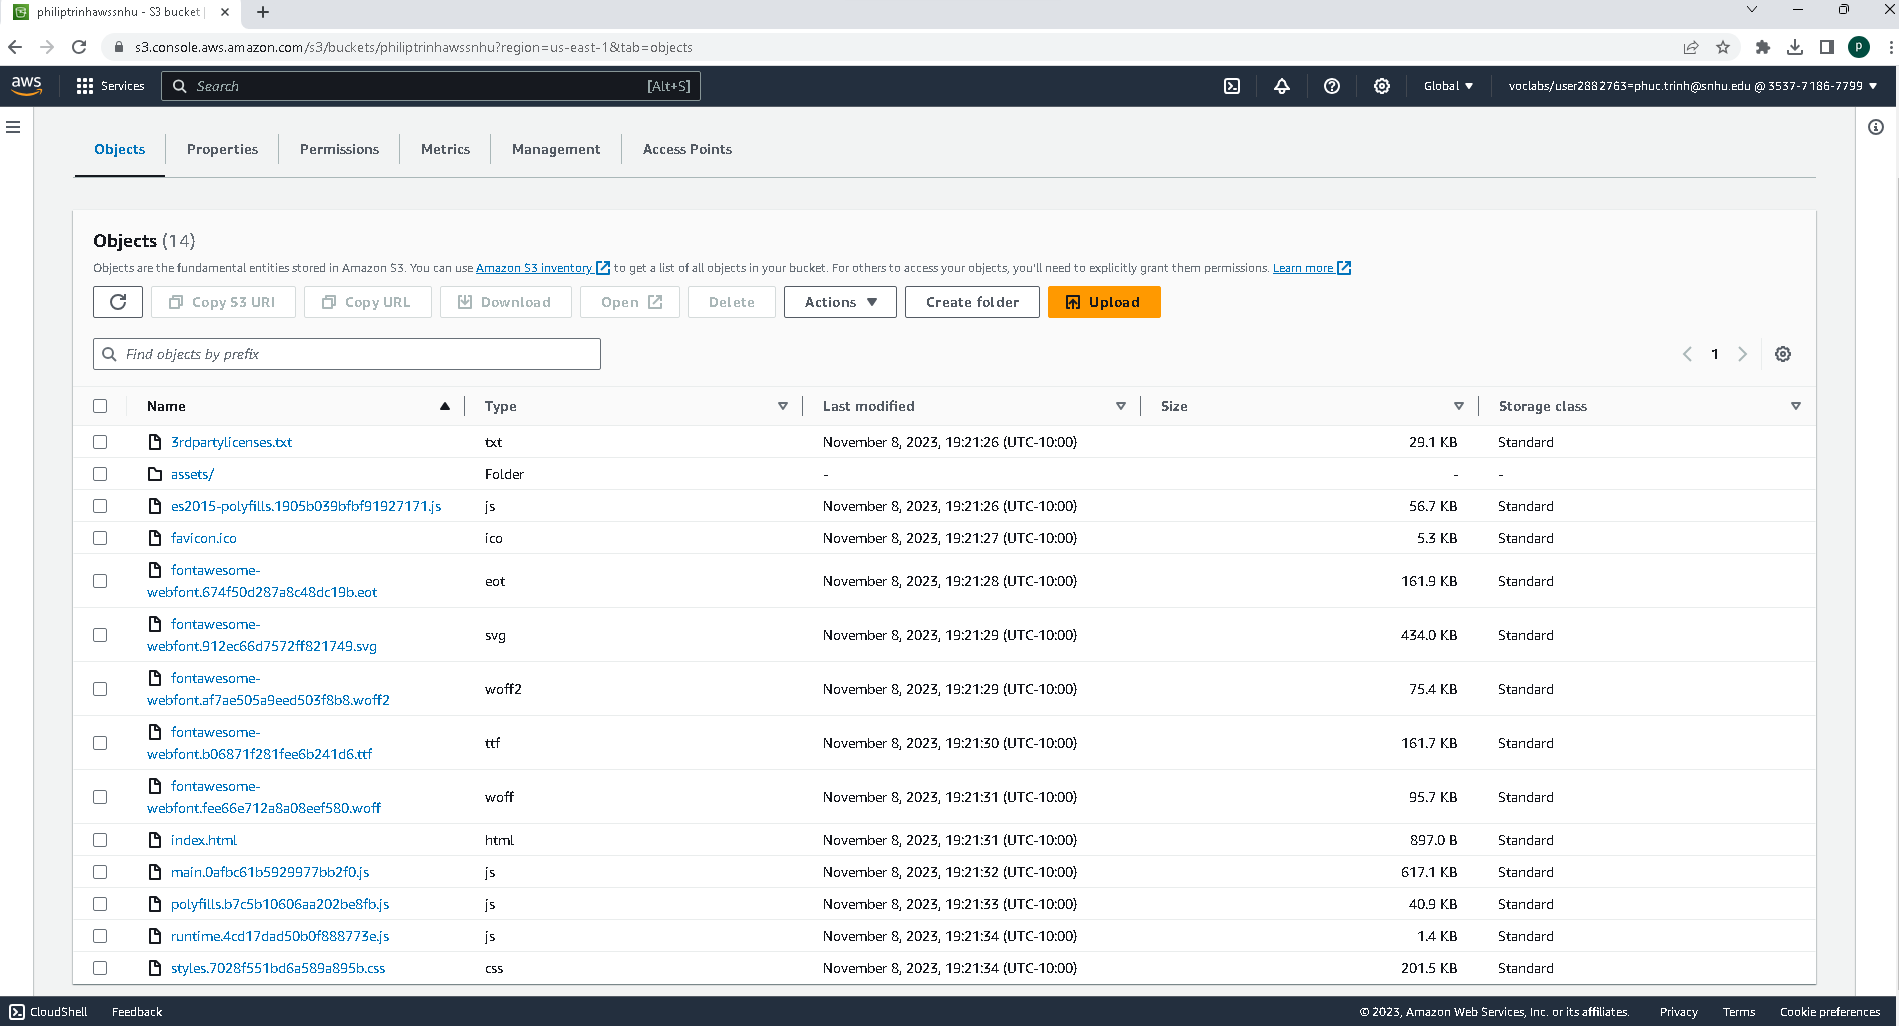 philiptrinhawssnhu - S3 bucket
s3.console.aws.amazon.com/s3/buckets/philiptrinhawssnhu?region=us-east-1&tab=objects
P
aws Services Search [Alt+S] Global voclabs/user2882763=phuc.trinh@snhu.edu @ 3537-7186-7799
Objects Properties Permissions Metrics Management Access Points
Objects (14)
Objects are the fundamental entities stored in Amazon S3. You can use Amazon S3 inventory to get a list of all objects in your bucket. For others to access your objects, you'll need to explicitly grant them permissions. Learn more
Copy S3 URI Copy URL Download Open Delete Actions Create folder Upload
Find objects by prefix 1
Name Type Last modified Size Storage class
3rdpartylicenses.txt txt November 8, 2023, 19:21:26 (UTC-10:00) 29.1 KB Standard
assets/ Folder - - -
es2015-polyfills.1905b039bfbf91927171.js js November 8, 2023, 19:21:26 (UTC-10:00) 56.7 KB Standard
favicon.ico ico November 8, 2023, 19:21:27 (UTC-10:00) 5.3 KB Standard
fontawesome-
webfont.674f50d287a8c48dc19b.eot eot November 8, 2023, 19:21:28 (UTC-10:00) 161.9 KB Standard
fontawesome-
webfont.912ec66d7572ff821749.svg svg November 8, 2023, 19:21:29 (UTC-10:00) 434.0 KB Standard
fontawesome-
webfont.af7ae505a9eed503f8b8.woff2 woff2 November 8, 2023, 19:21:29 (UTC-10:00) 75.4 KB Standard
fontawesome-
webfont.b06871f281fee6b241d6.ttf ttf November 8, 2023, 19:21:30 (UTC-10:00) 161.7 KB Standard
fontawesome-
webfont.fee66e712a8a08eef580.woff woff November 8, 2023, 19:21:31 (UTC-10:00) 95.7 KB Standard
index.html html November 8, 2023, 19:21:31 (UTC-10:00) 897.0 B Standard
main.0afbc61b5929977bb2f0.js js November 8, 2023, 19:21:32 (UTC-10:00) 617.1 KB Standard
polyfills.b7c5b10606aa202be8fb.js js November 8, 2023, 19:21:33 (UTC-10:00) 40.9 KB Standard
runtime.4cd17dad50b0f888773e.js js November 8, 2023, 19:21:34 (UTC-10:00) 1.4 KB Standard
styles.7028f551bd6a589a895b.css css November 8, 2023, 19:21:34 (UTC-10:00) 201.5 KB Standard
CloudShell Feedback © 2023, Amazon Web Services, Inc. or its affiliates. Privacy Terms Cookie preferences